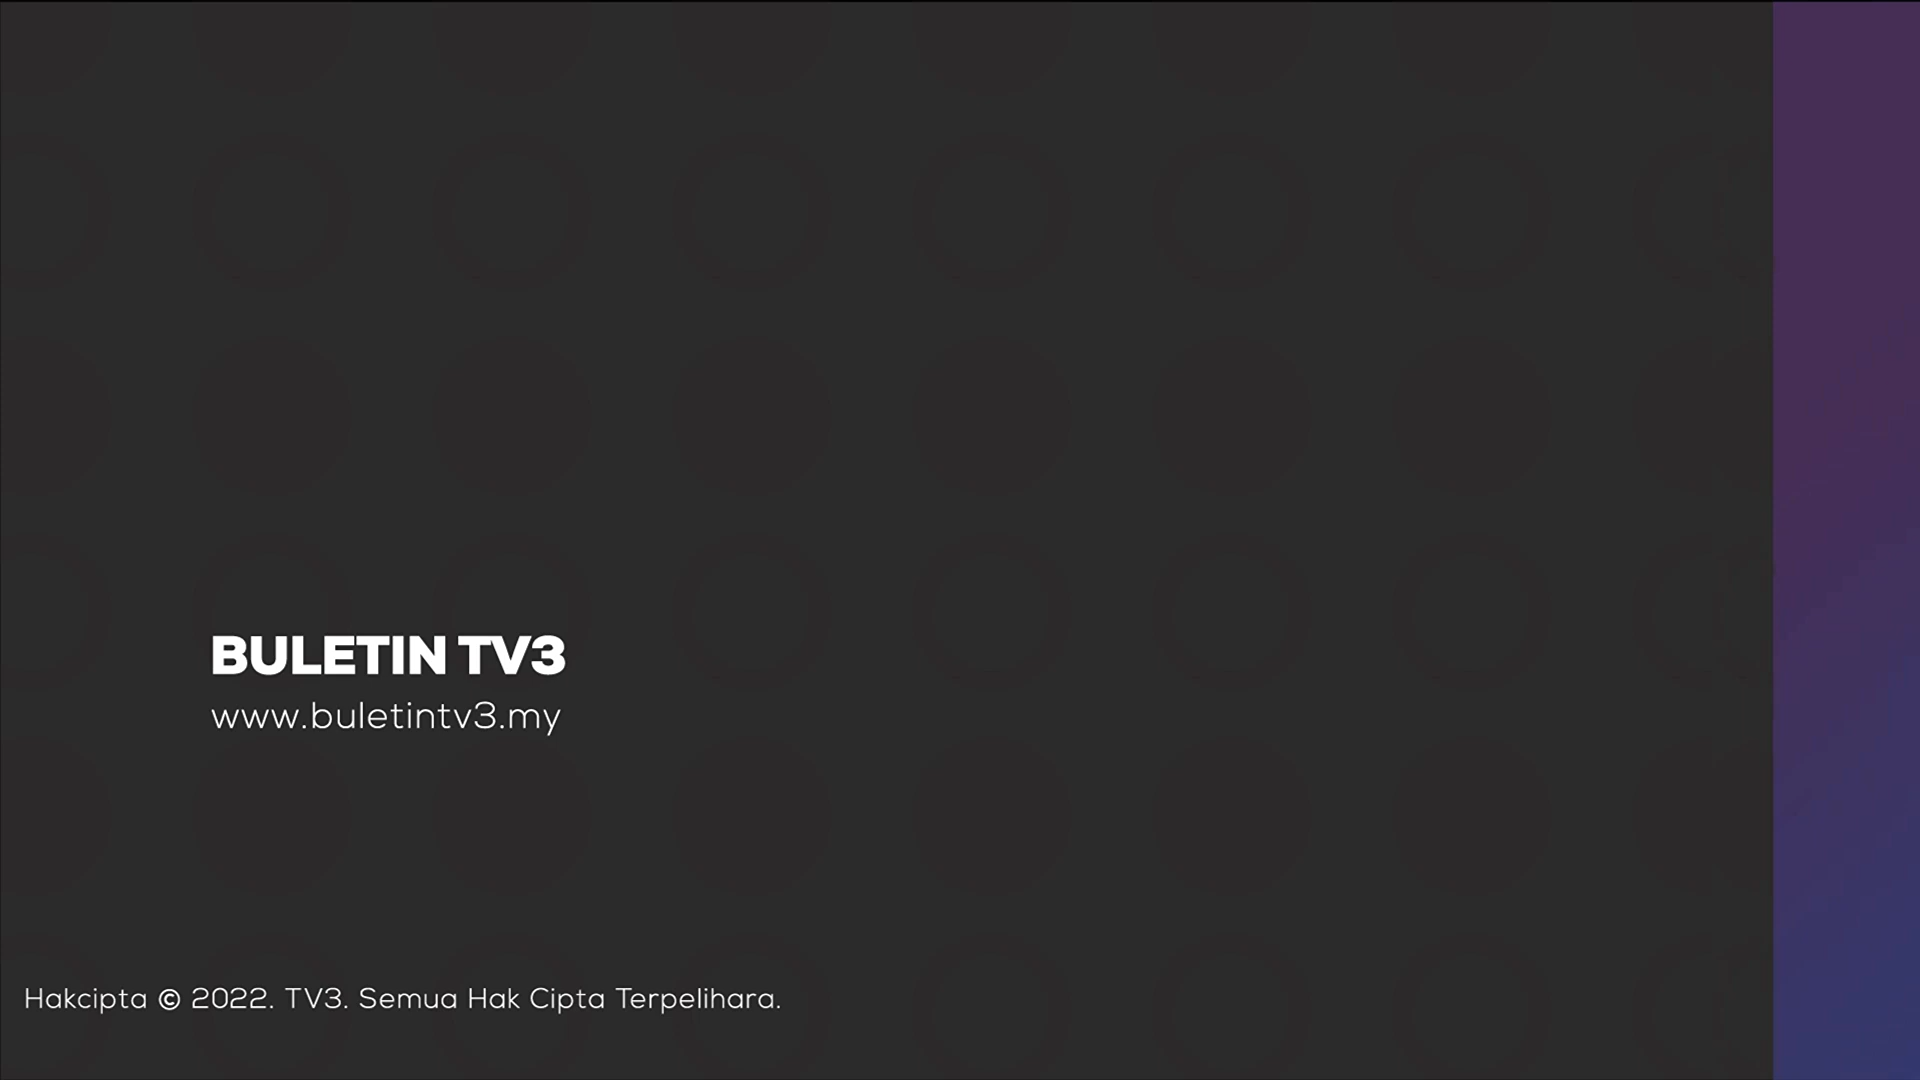 BULETIN TV3
www.buletintv3.my
Hakcipta © 2022. TV3. Semua Hak Cipta Terpelihara.